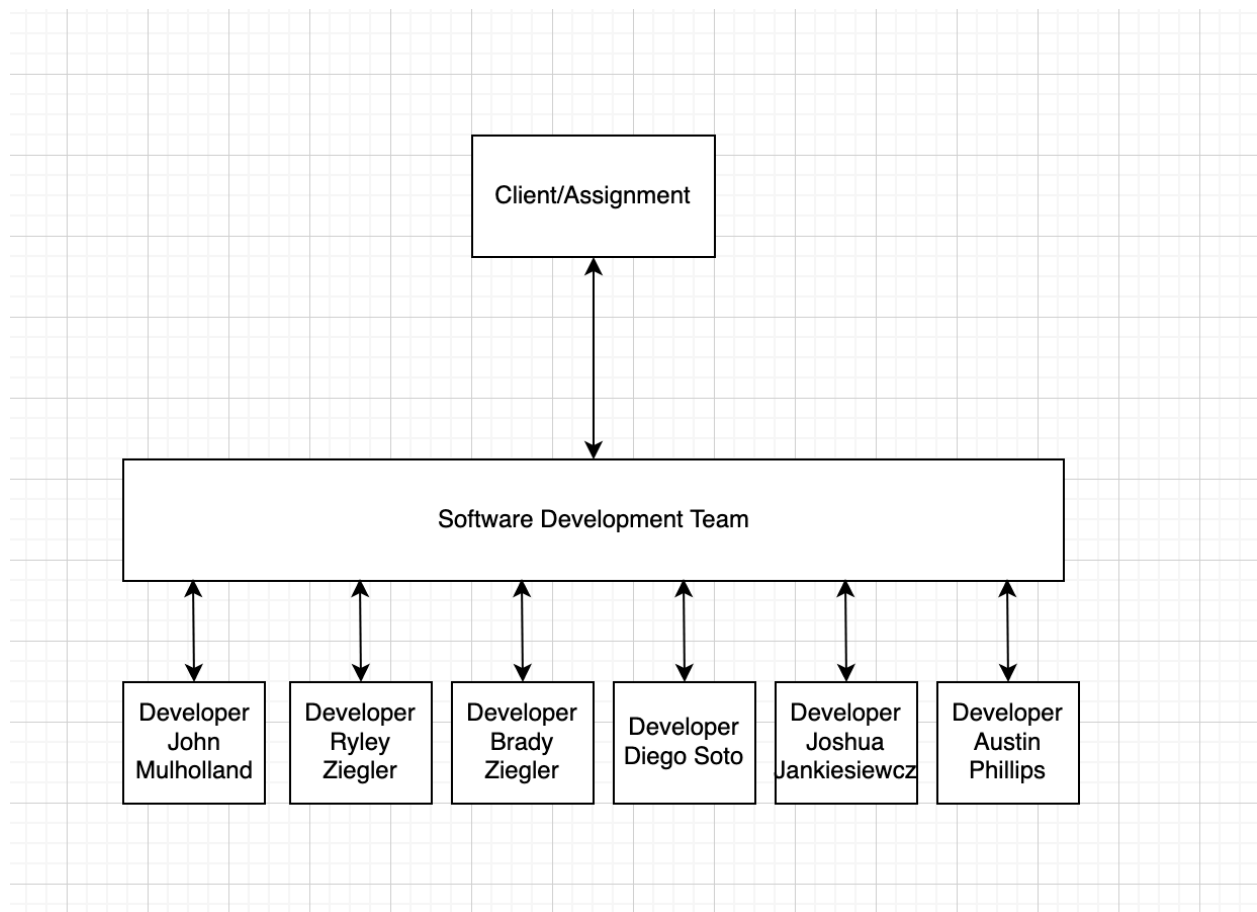 Client/Assignment
Software Development Team
Developer
John
Mulholland
Developer
Ryley
Ziegler
Developer
Brady
Ziegler
Developer
Diego Soto
Developer
Joshua
Jankiesiewcz
Developer
Austin
Phillips